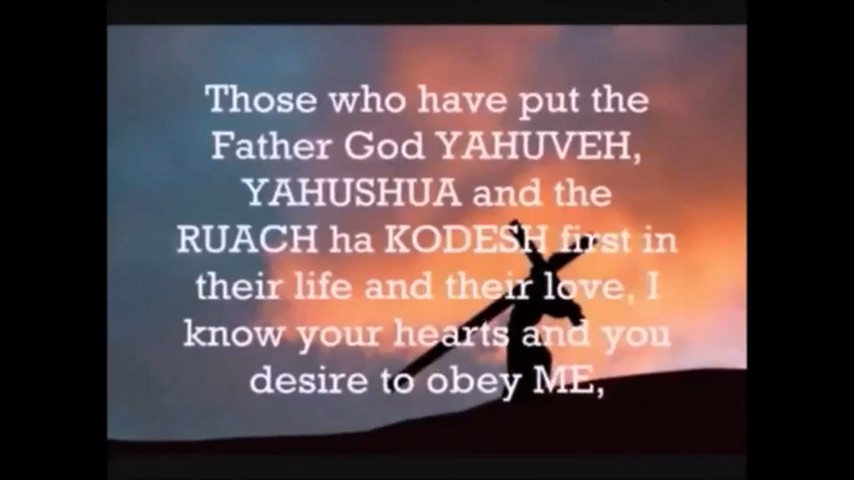 Those who have put the
Father God YAHUVEH,
YAHUSHUA and the
RUACH ha KODESH first in
their life and their love, I
know your hearts and you
desire to obey ME,